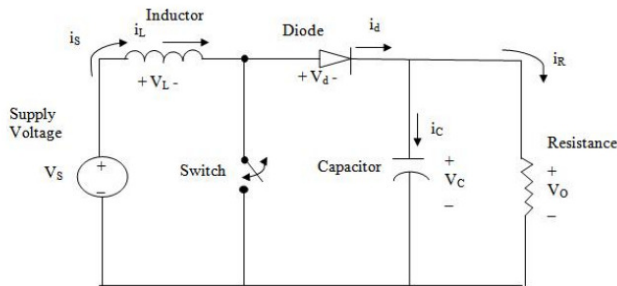 Inductor
i_S
i_L
Diode
i_d
i_R
+ V_L -
+ V_d -
Supply
Voltage
V_S
+
–
Switch
Capacitor
i_C
+
V_C
–
Resistance
+
V_O
–